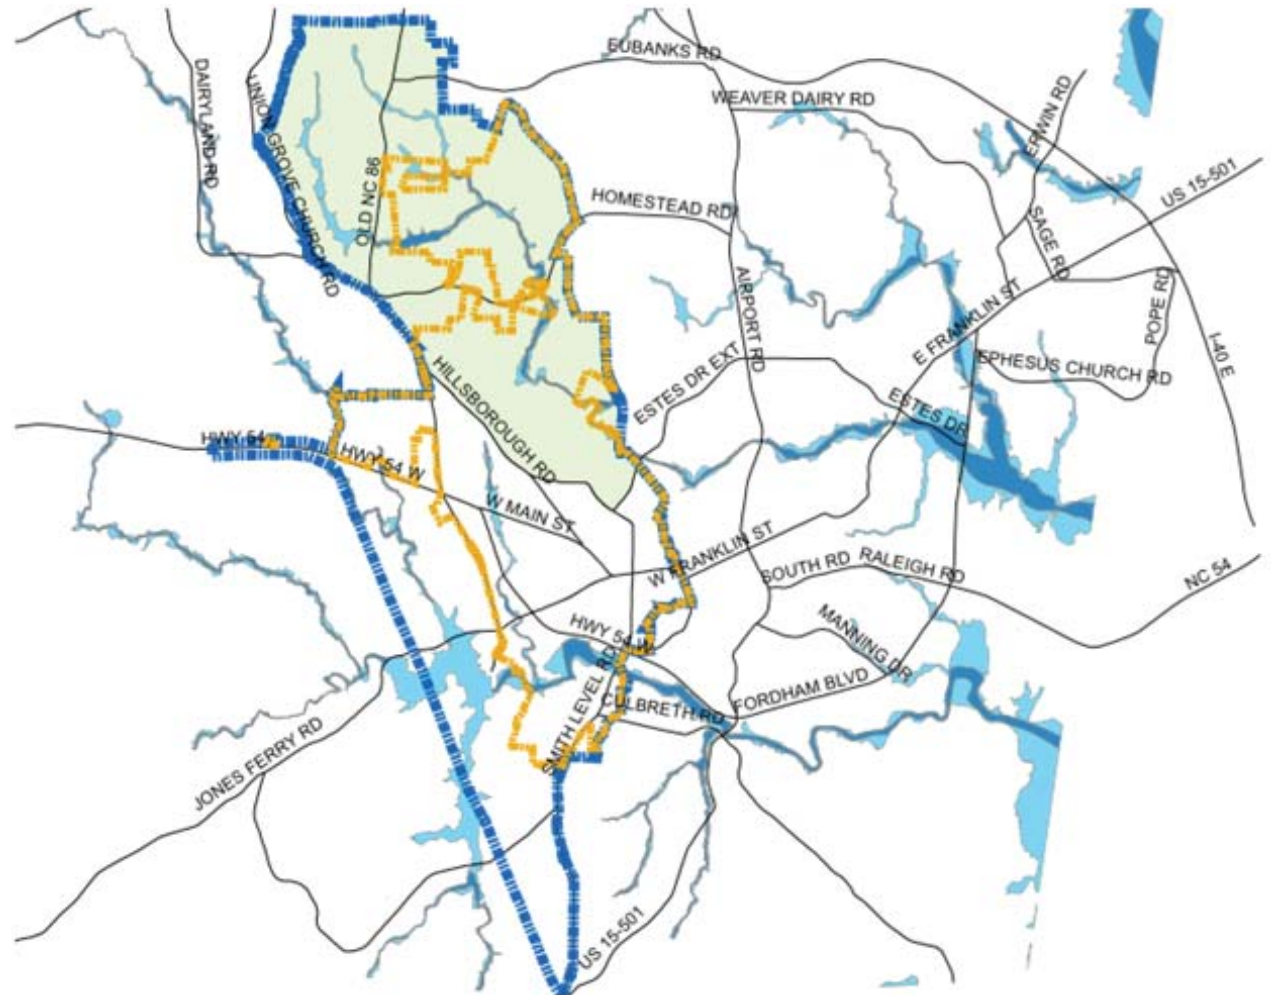 EUBANKS RD
DAIRYLAND RD
UNION GROVE CHURCH RD
WEAVER DAIRY RD
ERWIN RD
US 15-501
OLD NC 86
HOMESTEAD RD
SAGE RD
AIRPORT RD
POPE RD
E FRANKLIN ST
I-40 E
EPHESUS CHURCH RD
HILLSBOROUGH RD
ESTES DR EXT
ESTES DR
HWY 54
HWY 54 W
W MAIN ST
W FRANKLIN ST
SOUTH RD
RALEIGH RD
NC 54
HWY 54 W
MANNING DR
SMITH LEVEL RD
CULBRETH RD
FORDHAM BLVD
JONES FERRY RD
US 15-501